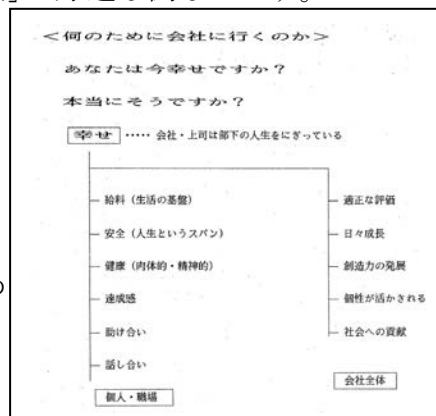 ＜何のために会社に行くのか＞
あなたは今幸せですか？
本当にそうですか？
幸せ ‥‥‥ 会社・上司は部下の人生をにぎっている
給料（生活の基盤）
安全（人生というスパン）
健康（肉体的・精神的）
達成感
助け合い
話し合い
個人・職場
適正な評価
日々成長
創造力の発展
個性が活かされる
社会への貢献
会社全体
の